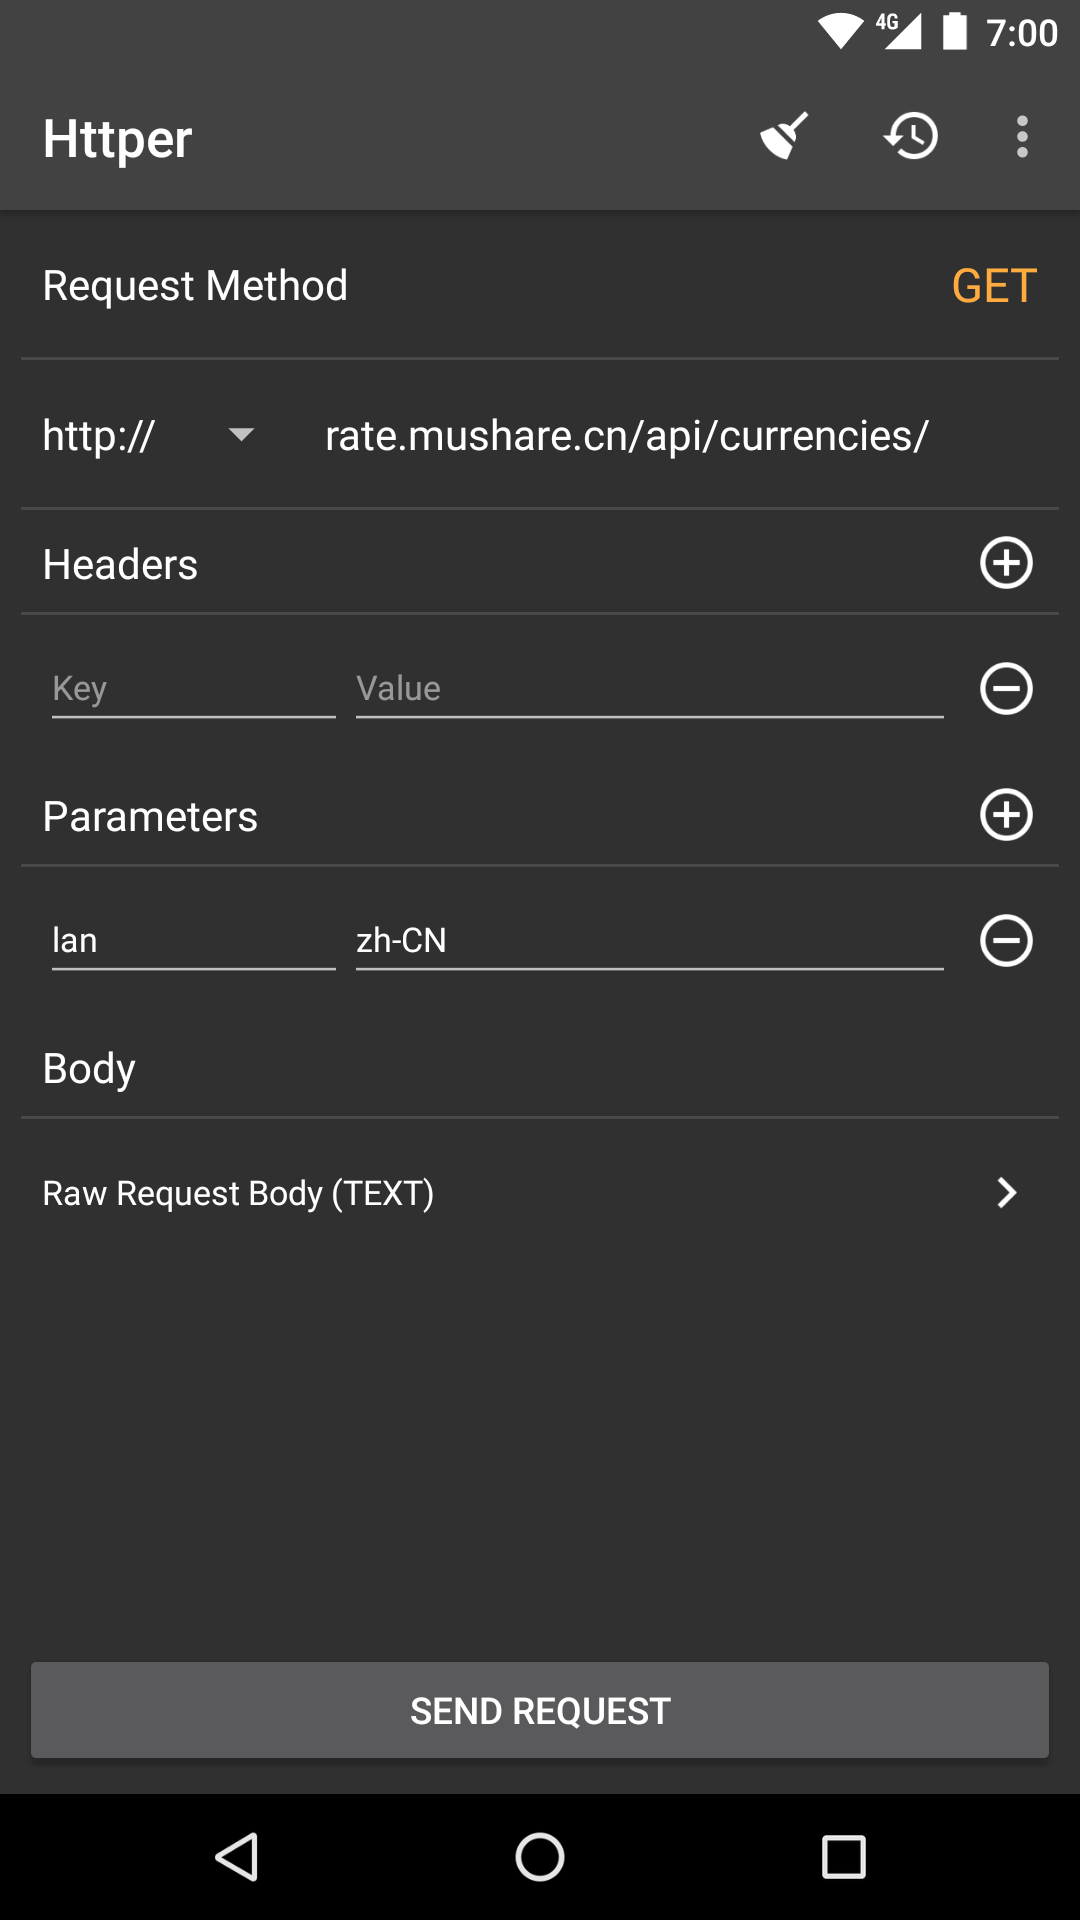 4G 7:00
Httper
Request Method GET
http:// rate.mushare.cn/api/currencies/
Headers
Key Value
Parameters
lan zh-CN
Body
Raw Request Body (TEXT)
SEND REQUEST